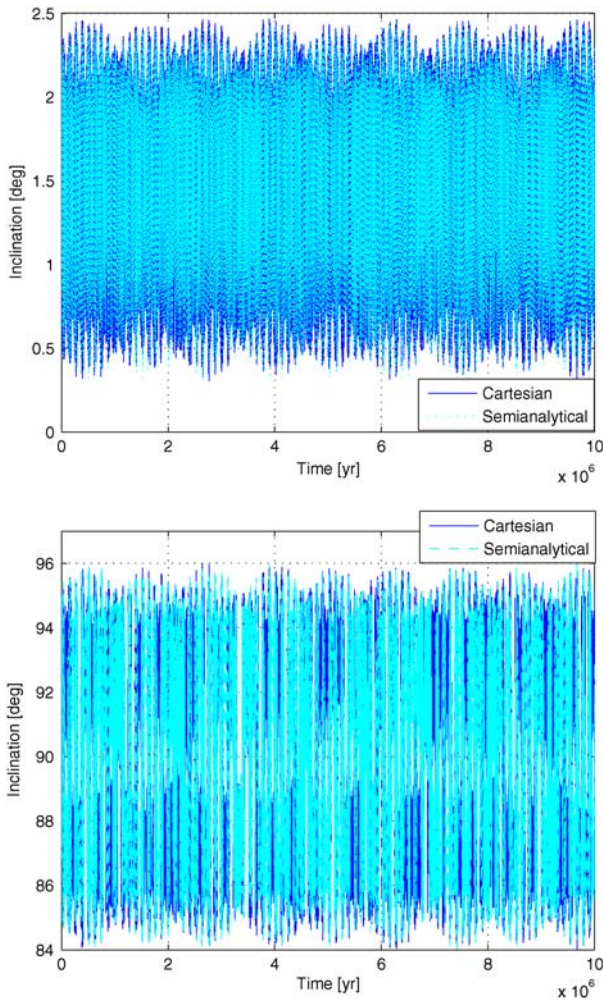 2.5
2
1.5
1
0.5
0
Inclination [deg]
Cartesian
Semianalytical
0 2 4 6 8 10
Time [yr]
x 10^6
Cartesian
Semianalytical
96
94
92
90
88
86
84
Inclination [deg]
0 2 4 6 8 10
Time [yr]
x 10^6